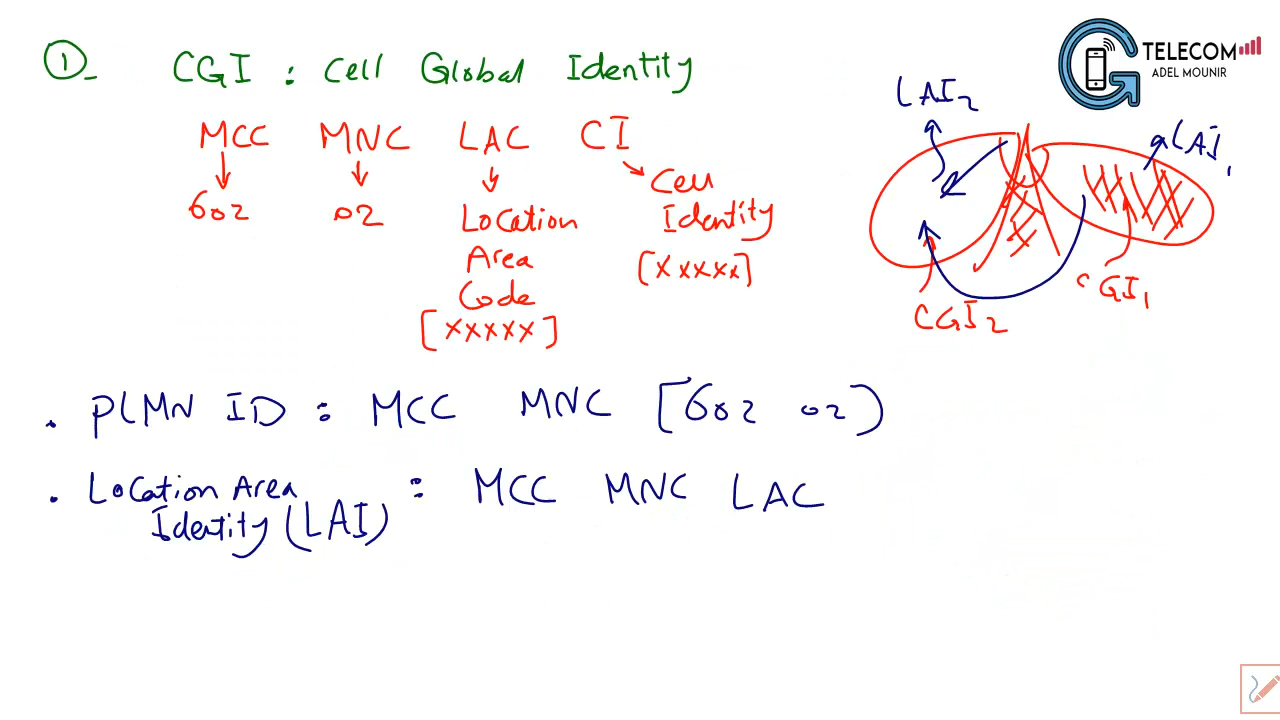 1- CGI : Cell Global Identity
TELECOM
ADEL MOUNIR
MCC MNC LAC CI
602 02 Location Area Code [xxxxx]
Cell Identity [xxxxx]
LAI2
LAI1
CGI1
CGI2
. PLMN ID : MCC MNC [602 02]
. Location Area Identity (LAI) : MCC MNC LAC